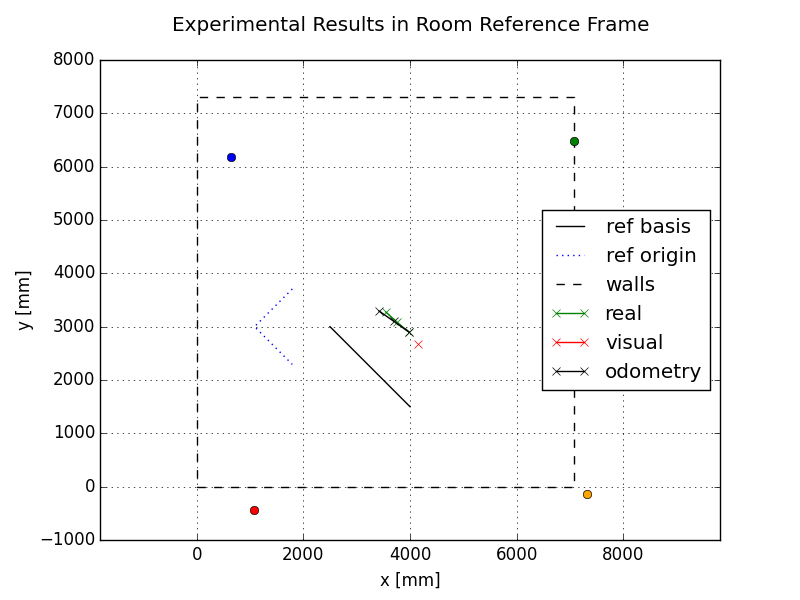 Experimental Results in Room Reference Frame
8000
7000
6000
5000
4000
3000
2000
1000
0
−1000
y [mm]
ref basis
ref origin
walls
real
visual
odometry
0 2000 4000 6000 8000
x [mm]